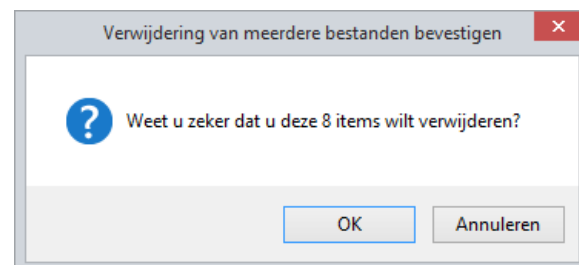 Verwijdering van meerdere bestanden bevestigen
Weet u zeker dat u deze 8 items wilt verwijderen?
OK
Annuleren